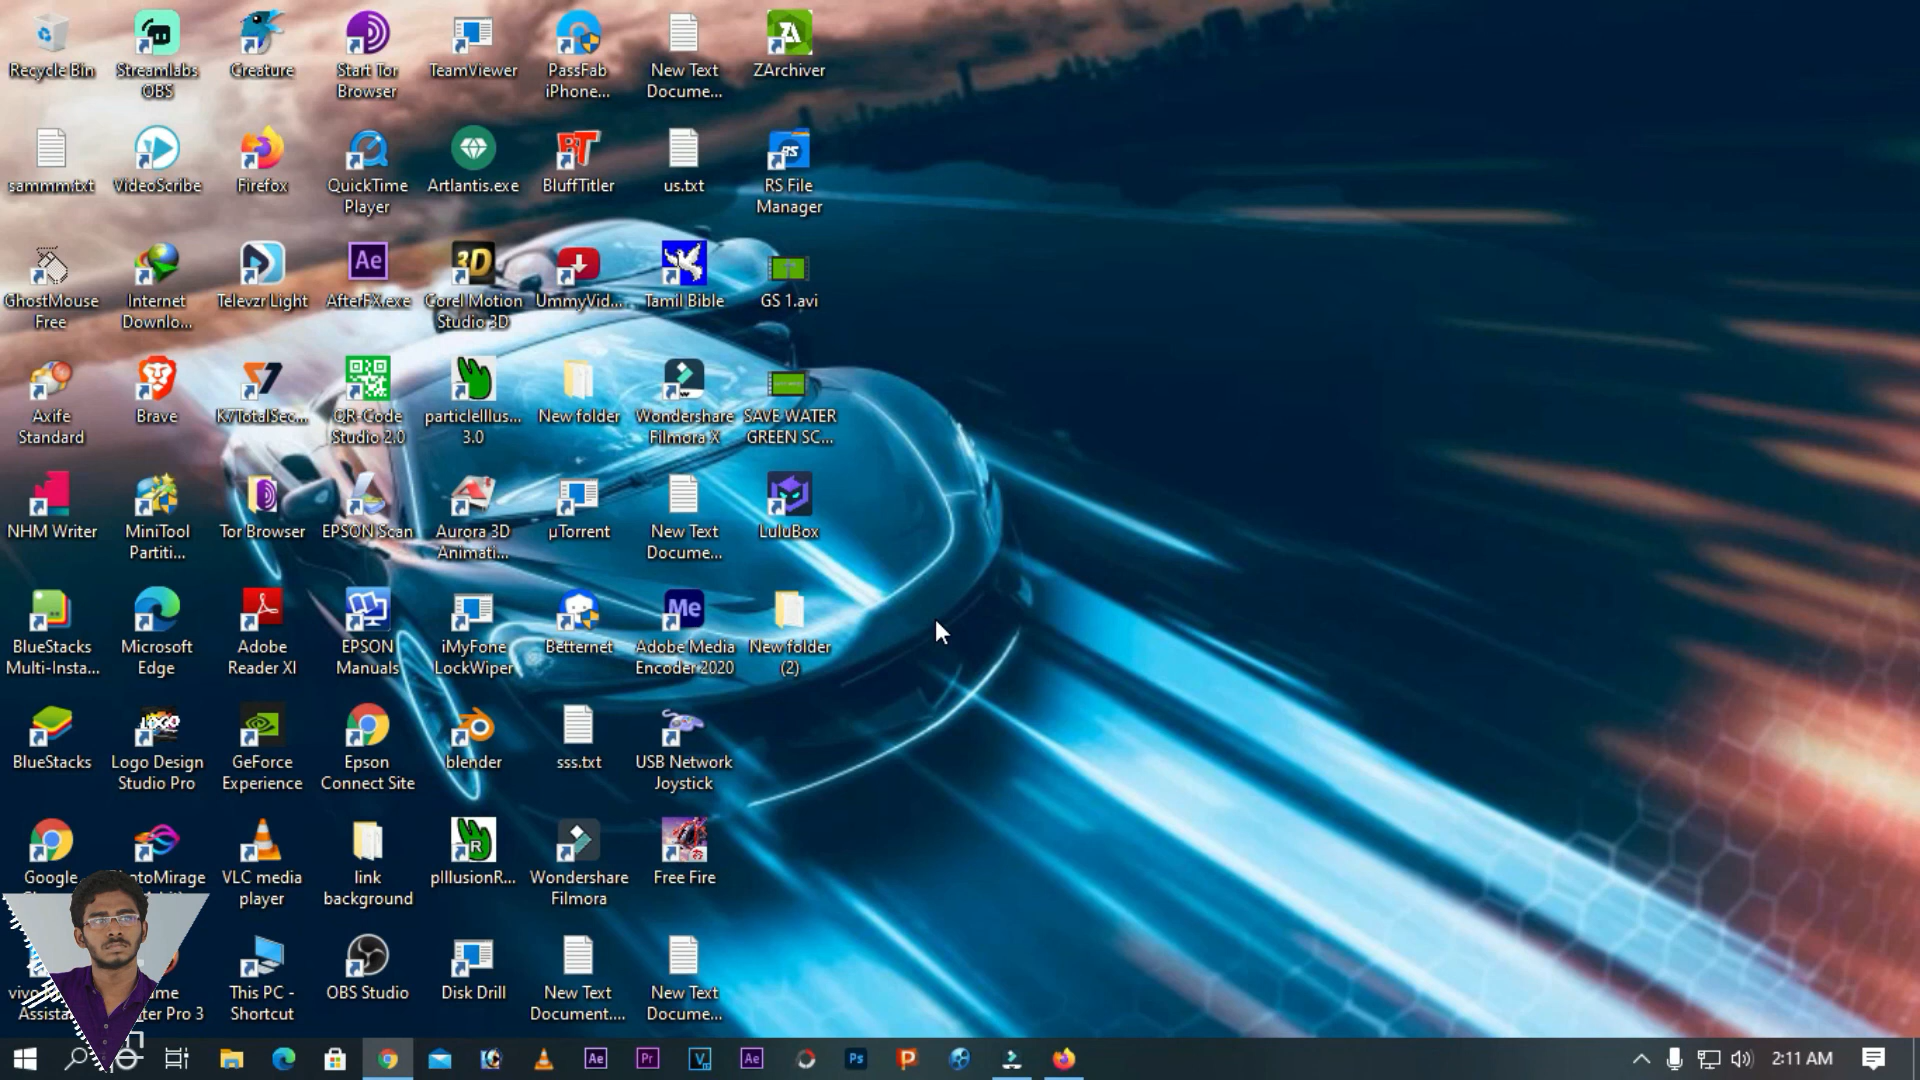 Recycle Bin
Streamlabs
OBS
Creature
Start Tor
Browser
TeamViewer
PassFab
iPhone...
New Text
Docume...
ZArchiver
sammm.txt
VideoScribe
Firefox
QuickTime
Player
Artlantis.exe
BluffTitler
us.txt
RS File
Manager
GhostMouse
Free
Internet
Downlo...
Televzr Light
AfterFX.exe
Corel Motion
Studio 3D
UmmyVid...
Tamil Bible
GS 1.avi
Axife
Standard
Brave
K7TotalSec...
QR-Code
Studio 2.0
particleIllus...
3.0
New folder
Wondershare
Filmora X
SAVE WATER
GREEN SC...
NHM Writer
MiniTool
Partiti...
Tor Browser
EPSON Scan
Aurora 3D
Animati...
µTorrent
New Text
Docume...
LuluBox
BlueStacks
Multi-Insta...
Microsoft
Edge
Adobe
Reader XI
EPSON
Manuals
iMyFone
LockWiper
Betternet
Adobe Media
Encoder 2020
New folder
(2)
BlueStacks
Logo Design
Studio Pro
GeForce
Experience
Epson
Connect Site
blender
sss.txt
USB Network
Joystick
Google
otoMirage
VLC media
player
link
background
pIllusionR...
Wondershare
Filmora
Free Fire
vivo
Assista
ter Pro 3
This PC -
Shortcut
OBS Studio
Disk Drill
New Text
Document....
New Text
Docume...
2:11 AM